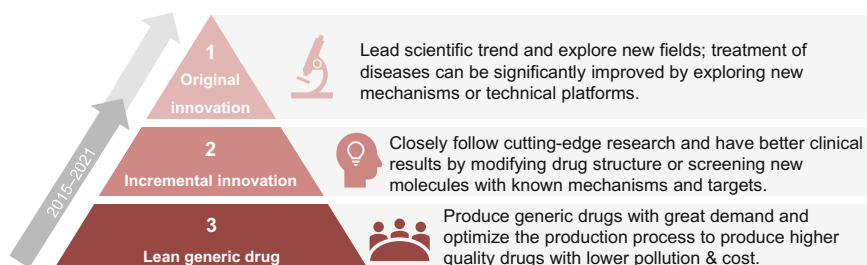 1
Original
innovation
Lead scientific trend and explore new fields; treatment of
diseases can be significantly improved by exploring new
mechanisms or technical platforms.
2
Incremental innovation
Closely follow cutting-edge research and have better clinical
results by modifying drug structure or screening new
molecules with known mechanisms and targets.
2015–2021
3
Lean generic drug
Produce generic drugs with great demand and
optimize the production process to produce higher
quality drugs with lower pollution & cost.